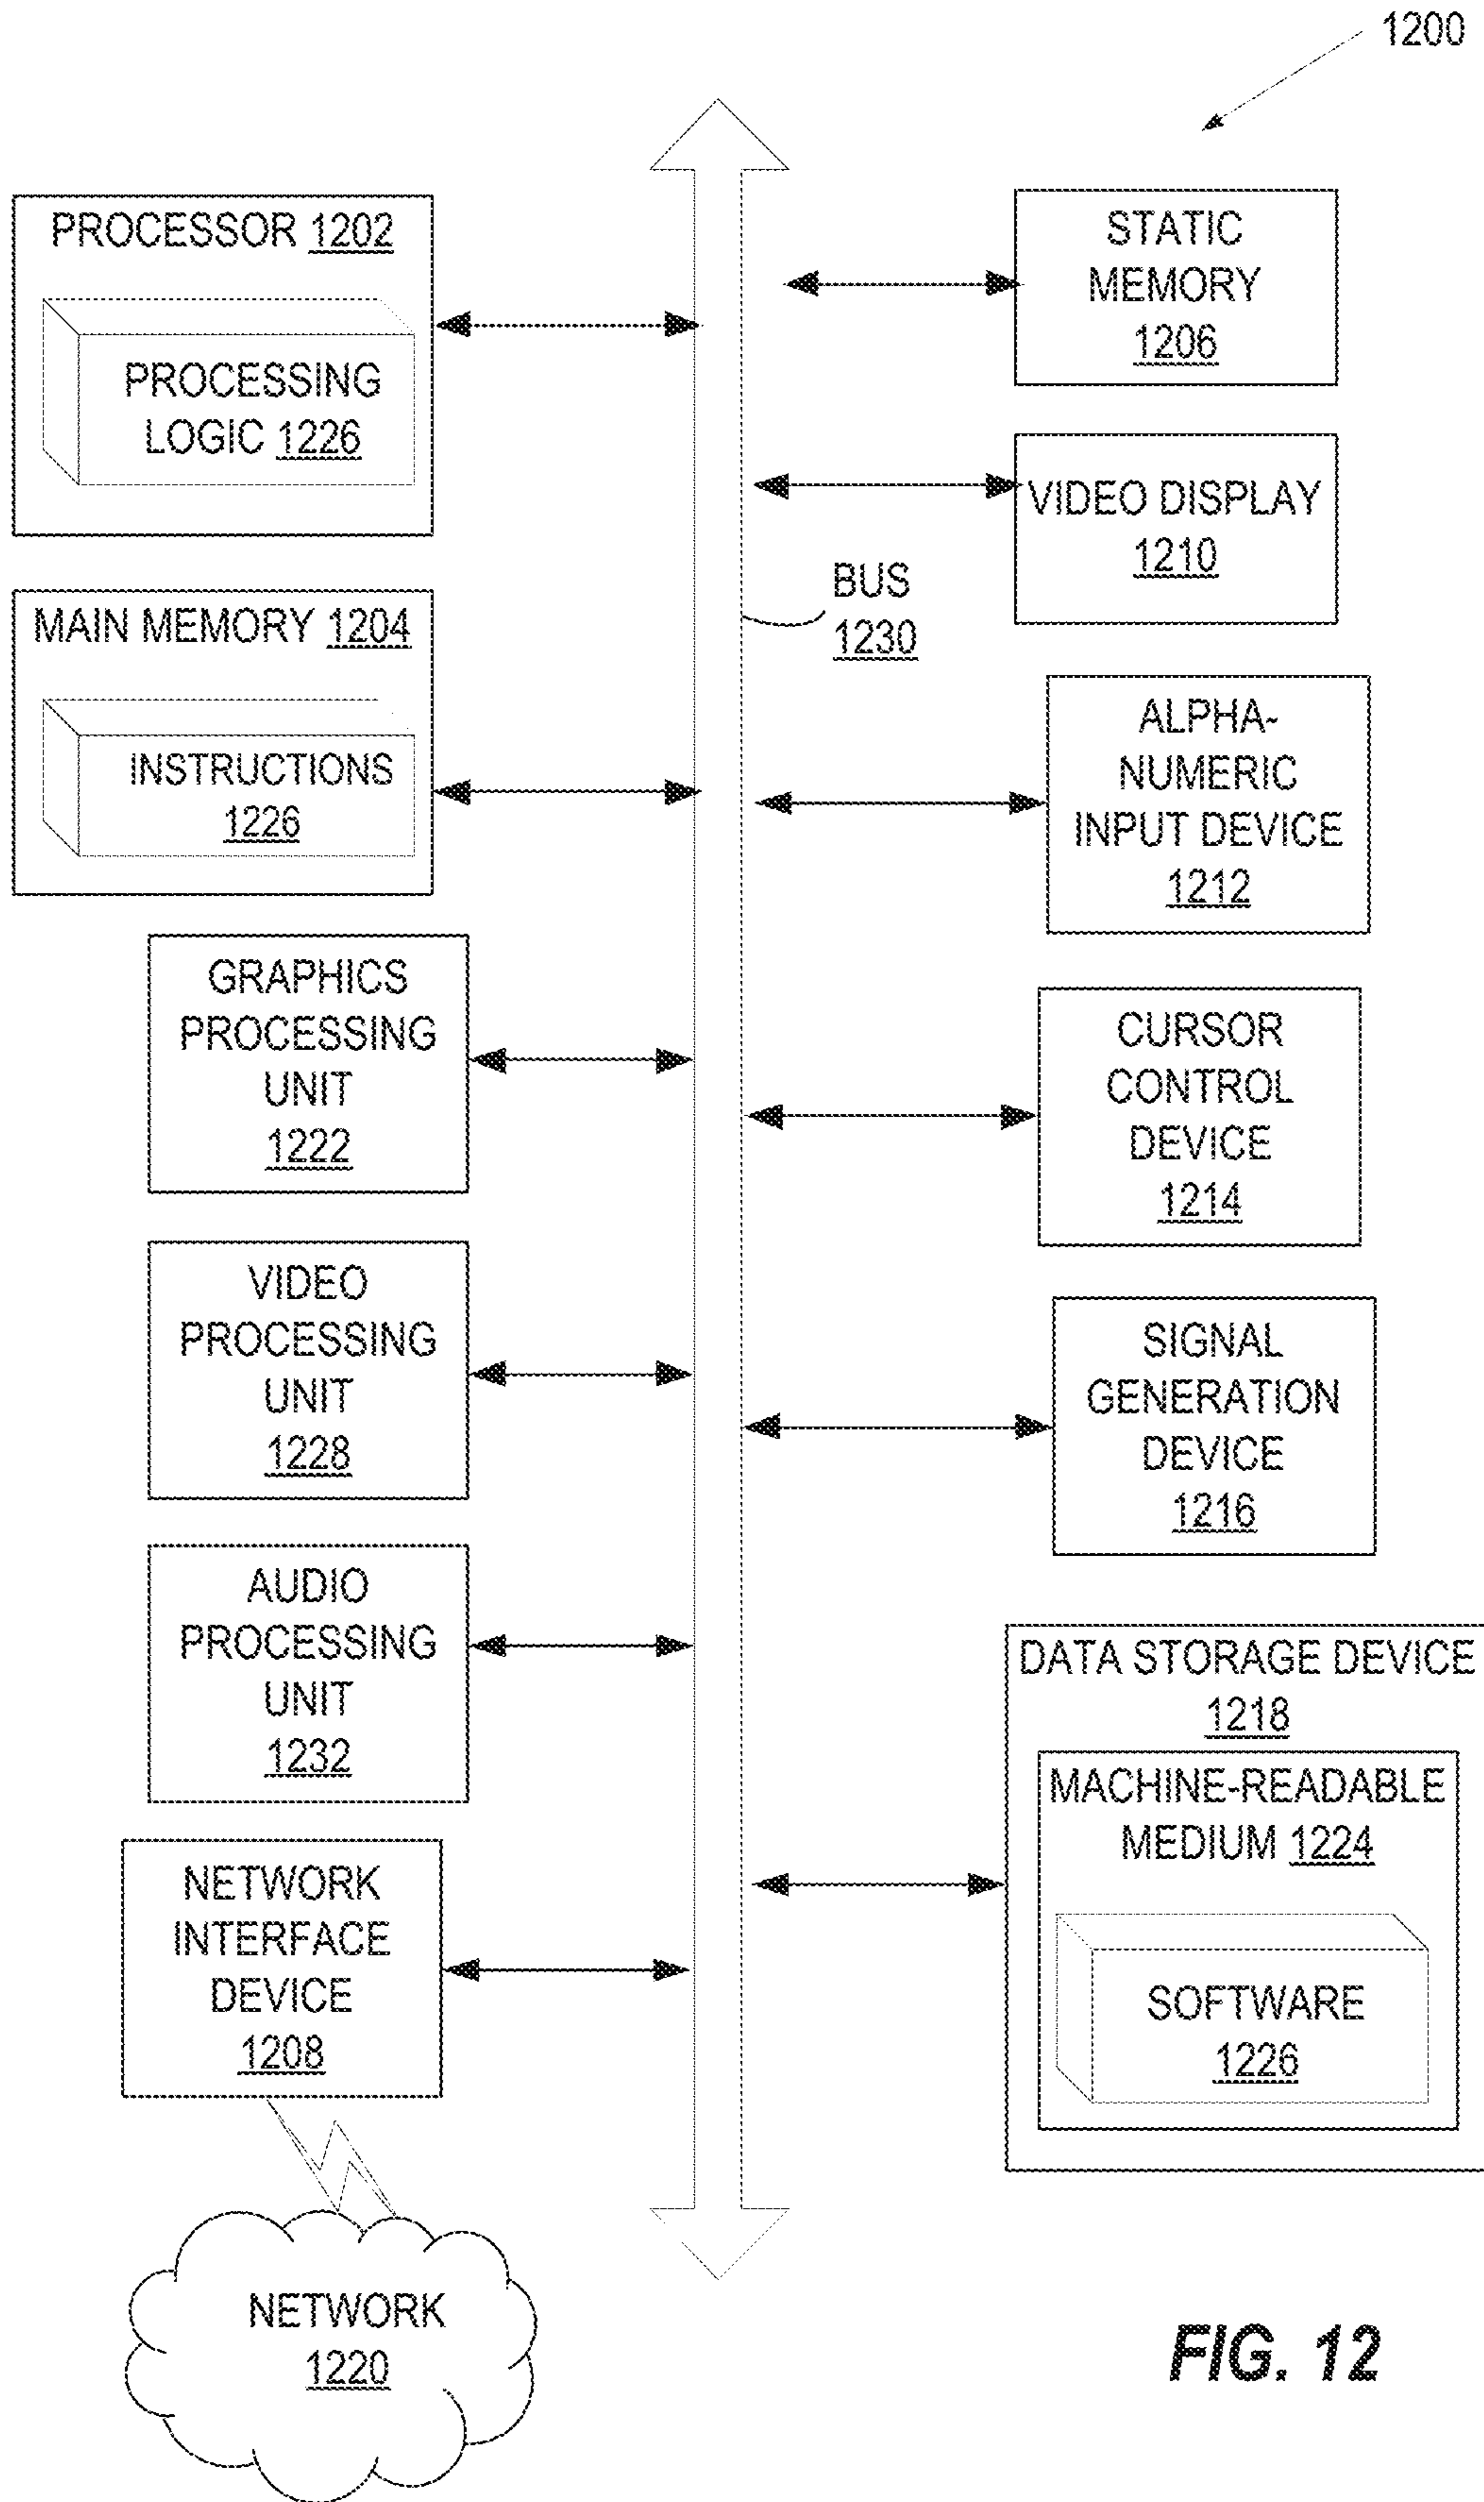 1200
PROCESSOR 1202
PROCESSING
LOGIC 1226
MAIN MEMORY 1204
INSTRUCTIONS
1226
GRAPHICS
PROCESSING
UNIT
1222
VIDEO
PROCESSING
UNIT
1228
AUDIO
PROCESSING
UNIT
1232
NETWORK
INTERFACE
DEVICE
1208
NETWORK
1220
BUS
1230
STATIC
MEMORY
1206
VIDEO DISPLAY
1210
ALPHA-
NUMERIC
INPUT DEVICE
1212
CURSOR
CONTROL
DEVICE
1214
SIGNAL
GENERATION
DEVICE
1216
DATA STORAGE DEVICE
1218
MACHINE-READABLE
MEDIUM 1224
SOFTWARE
1226
FIG. 12